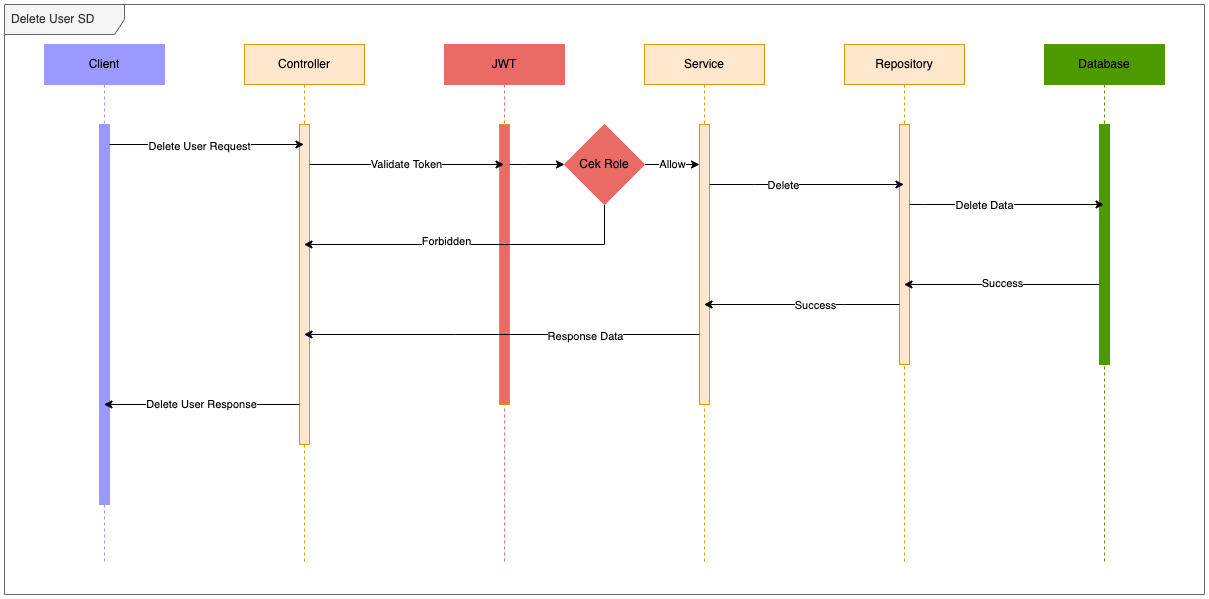 Delete User SD
Client
Controller
JWT
Service
Repository
Database
Delete User Request
Validate Token
Cek Role
Allow
Delete
Delete Data
Forbidden
Success
Success
Response Data
Delete User Response